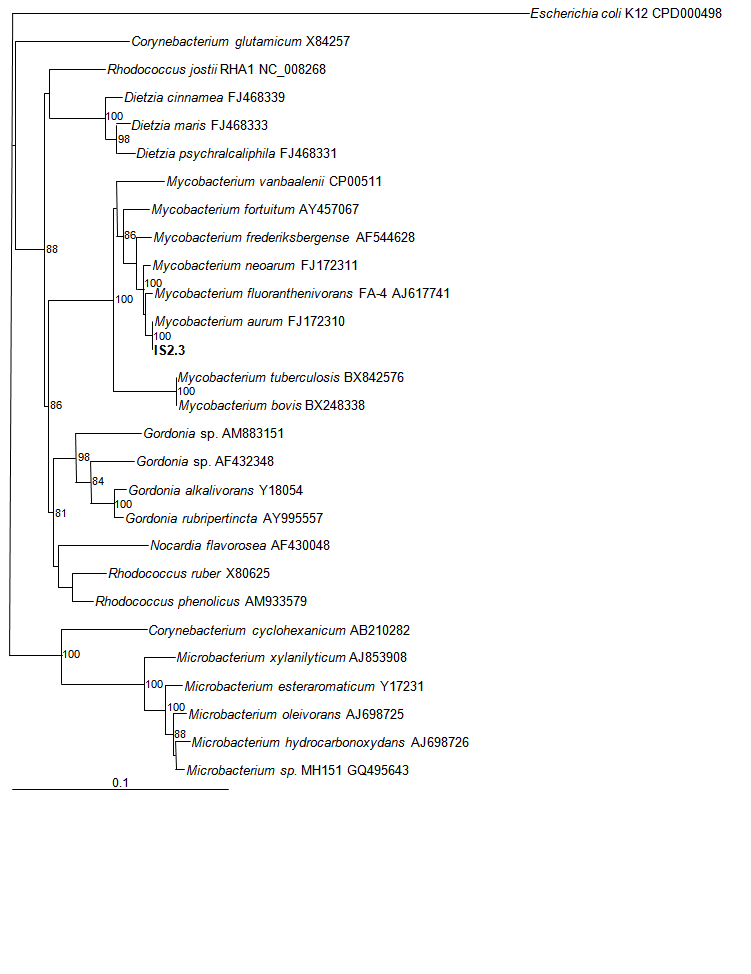 Escherichia coli K12 CPD000498
Corynebacterium glutamicum X84257
Rhodococcus jostii RHA1 NC_008268
Dietzia cinnamea FJ468339
100
Dietzia maris FJ468333
98
Dietzia psychralcaliphila FJ468331
Mycobacterium vanbaalenii CP00511
Mycobacterium fortuitum AY457067
86
Mycobacterium frederiksbergense AF544628
88
Mycobacterium neoarum FJ172311
100
Mycobacterium fluoranthenivorans FA-4 AJ617741
100
Mycobacterium aurum FJ172310
100
IS2.3
Mycobacterium tuberculosis BX842576
100
Mycobacterium bovis BX248338
86
Gordonia sp. AM883151
98
Gordonia sp. AF432348
84
Gordonia alkalivorans Y18054
100
81
Gordonia rubripertincta AY995557
Nocardia flavorosea AF430048
Rhodococcus ruber X80625
Rhodococcus phenolicus AM933579
Corynebacterium cyclohexanicum AB210282
100
Microbacterium xylanilyticum AJ853908
100
Microbacterium esteraromaticum Y17231
100
Microbacterium oleivorans AJ698725
88
Microbacterium hydrocarbonoxydans AJ698726
Microbacterium sp. MH151 GQ495643
0.1